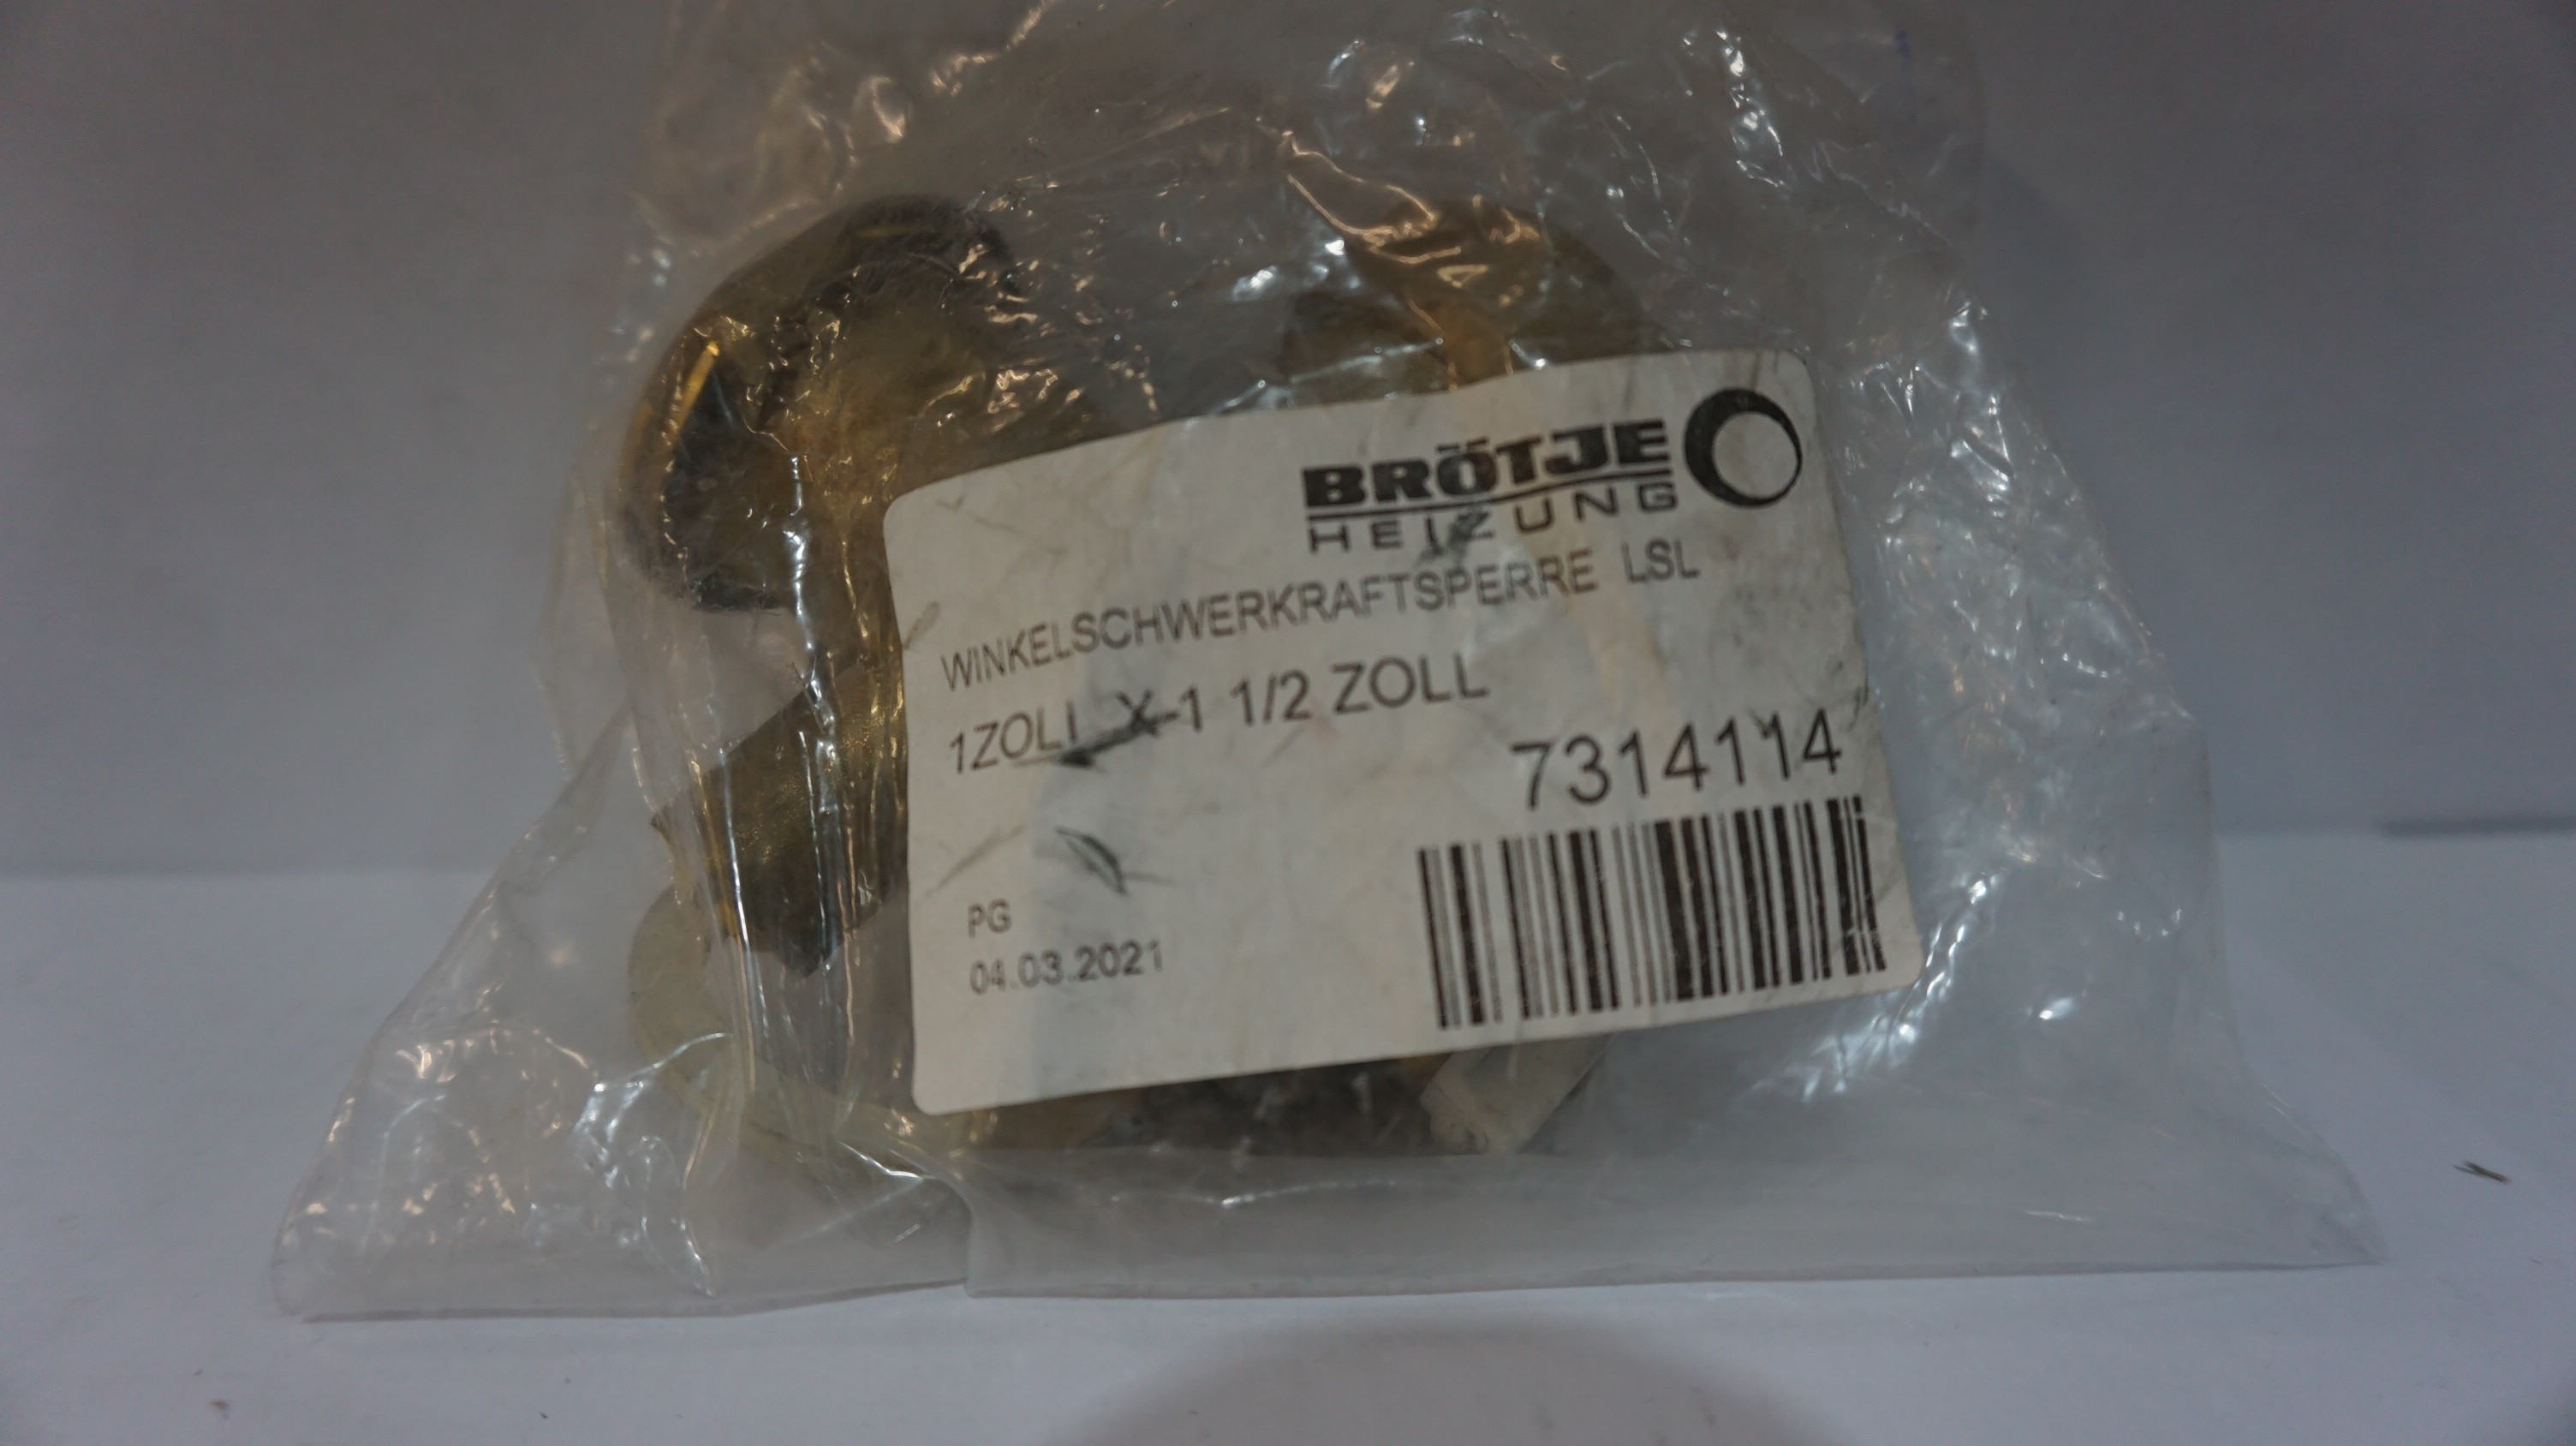 BRÖTJE
HEIZUNG
WINKELSCHWERKRAFTSPERRE LSL
1ZOLL X 1 1/2 ZOLL
7314114
PG
04.03.2021